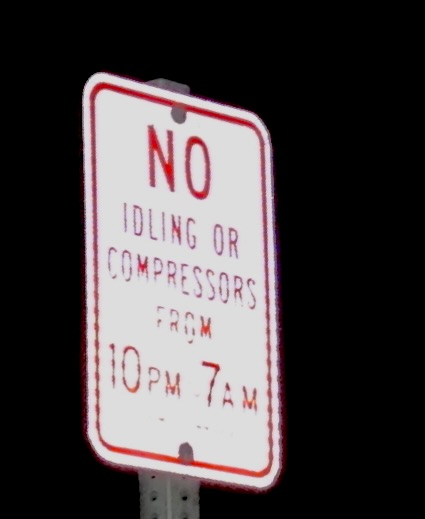 NO
IDLING OR
COMPRESSORS
FROM
10PM 7AM